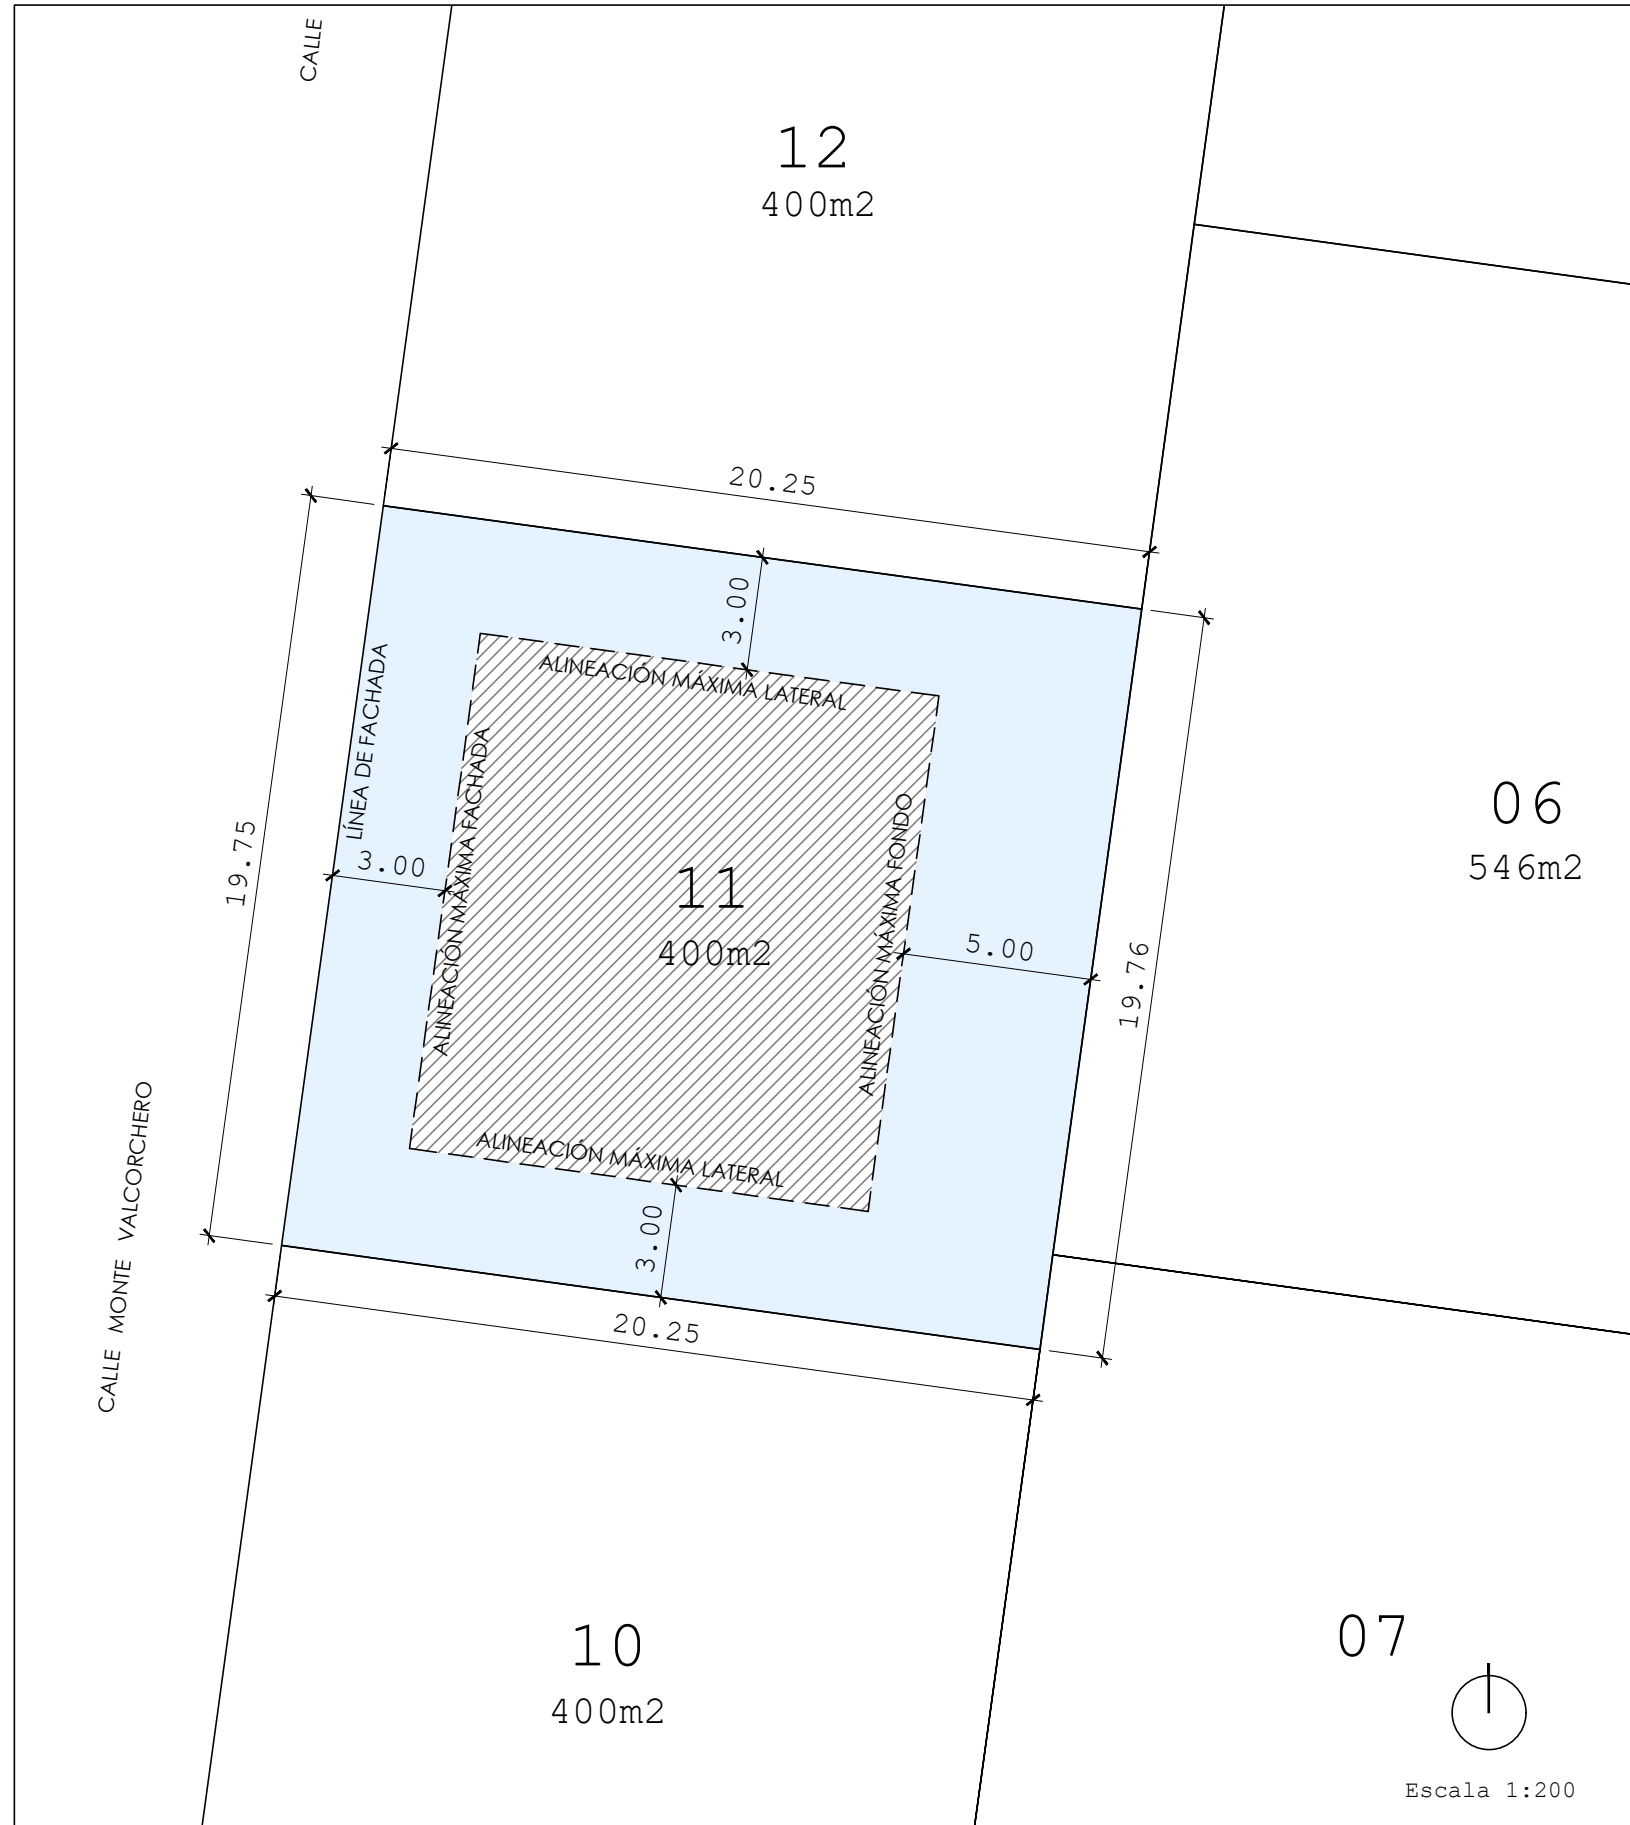 CALLE
12
400m2
20.25
3.00
ALINEACIÓN MÁXIMA LATERAL
LÍNEA DE FACHADA
ALINEACIÓN MÁXIMA FACHADA
ALINEACIÓN MÁXIMA FONDO
06
546m2
19.75
3.00
11
400m2
5.00
19.76
CALLE MONTE VALCORCHERO
ALINEACIÓN MÁXIMA LATERAL
3.00
20.25
10
400m2
07
Escala 1:200